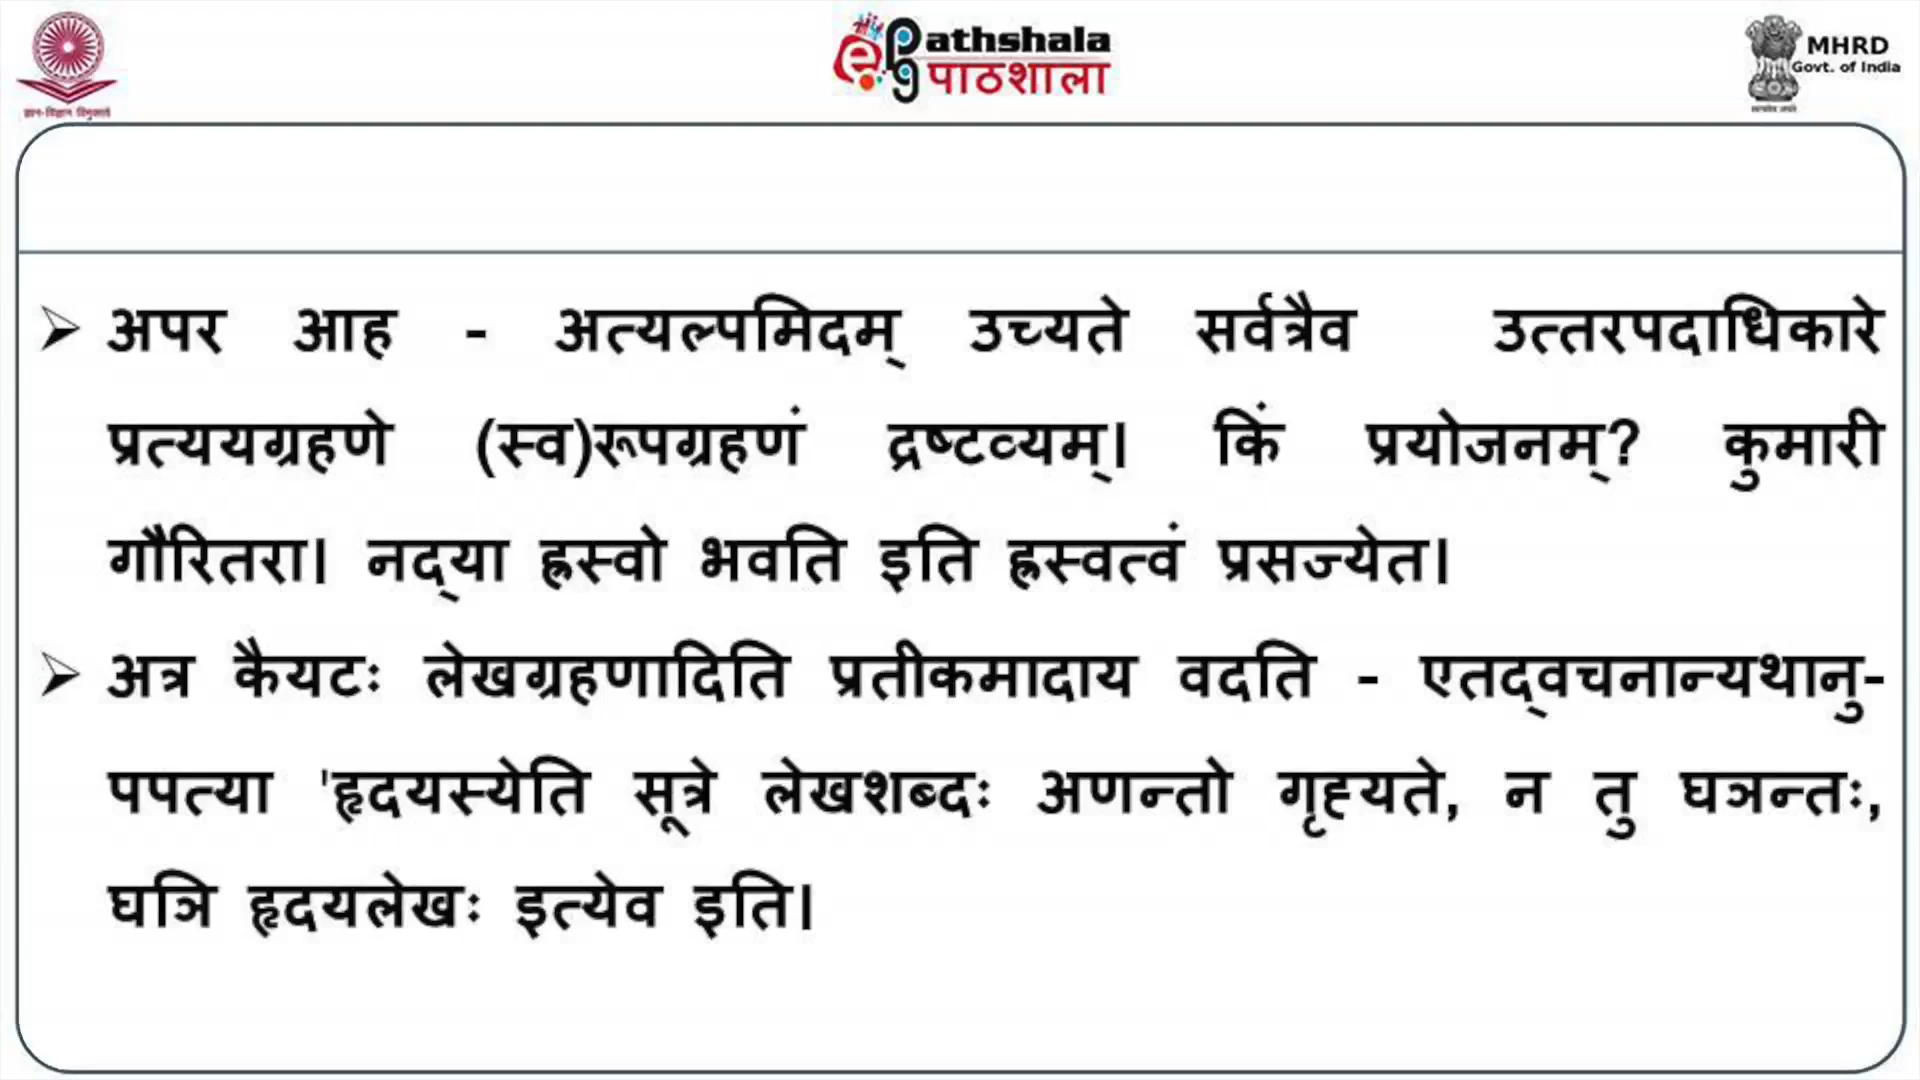 ज्ञान-विज्ञान विमुक्तये
ePGPathshala
पाठशाला
MHRD
Govt. of India
अपर आह - अत्यल्पमिदम् उच्यते सर्वत्रैव उत्तरपदाधिकारे
प्रत्ययग्रहणे (स्व)रूपग्रहणं द्रष्टव्यम्। किं प्रयोजनम्? कुमारी
गौरितरा। नद्या ह्रस्वो भवति इति ह्रस्वत्वं प्रसज्येत।
अत्र कैयटः लेखग्रहणादिति प्रतीकमादाय वदति - एतद्वचनान्यथानु-
पपत्या 'हृदयस्येति सूत्रे लेखशब्दः अणन्तो गृह्यते, न तु घञन्तः,
घञि हृदयलेखः इत्येव इति।